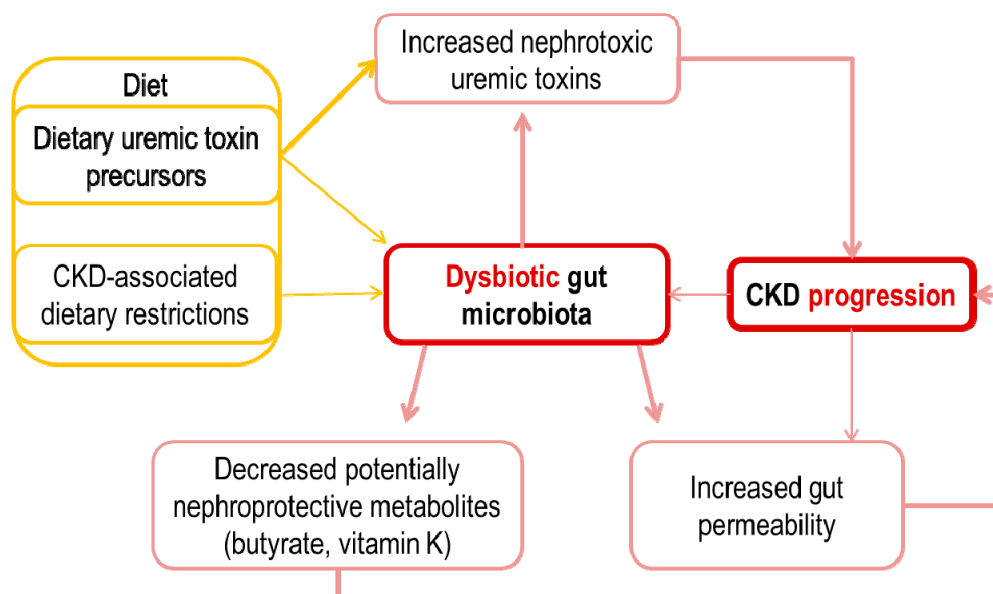 Increased nephrotoxic
uremic toxins
Diet
Dietary uremic toxin
precursors
CKD-associated
dietary restrictions
Dysbiotic gut
microbiota
CKD progression
Decreased potentially
nephroprotective metabolites
(butyrate, vitamin K)
Increased gut
permeability